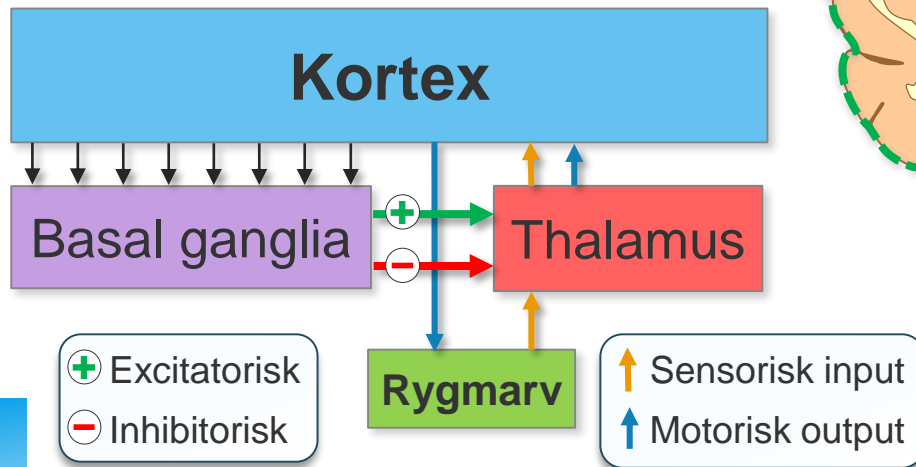 Kortex
Basal ganglia
+
Thalamus
−
Rygmarv
+ Excitatorisk
− Inhibitorisk
Sensorisk input
Motorisk output